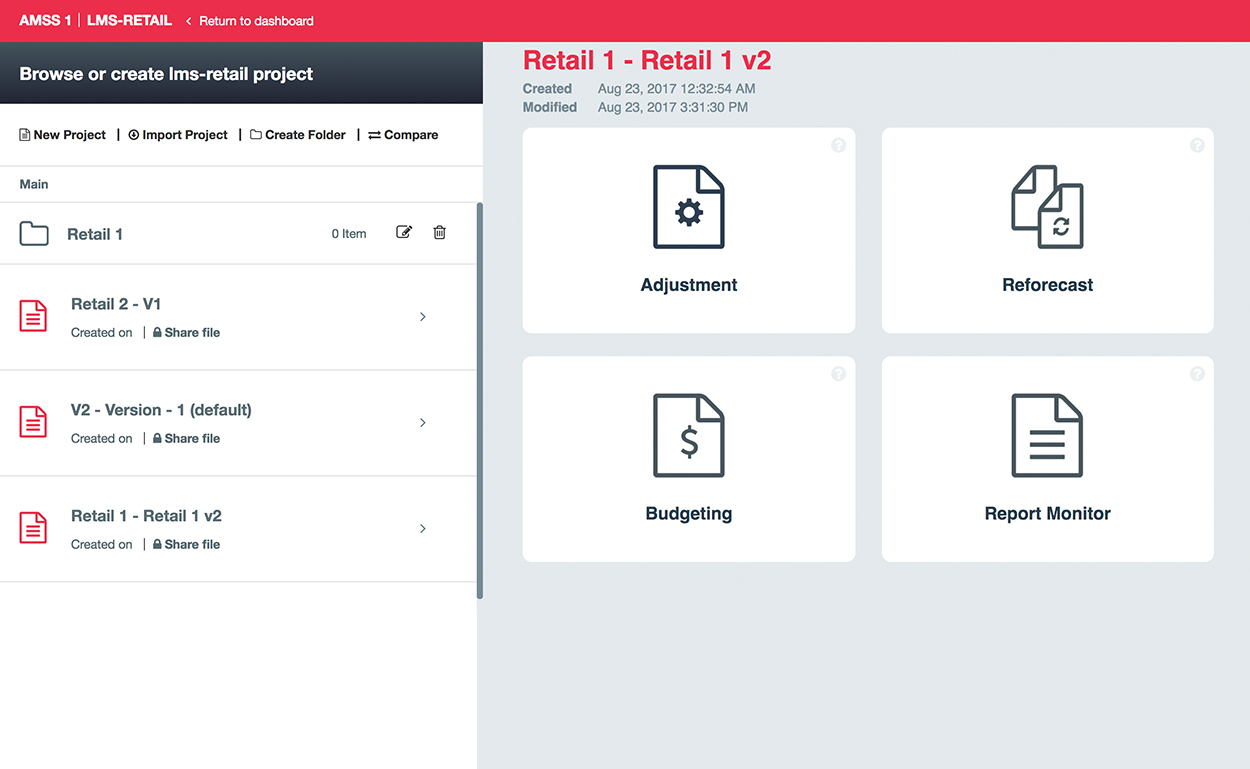 AMSS 1 | LMS-RETAIL < Return to dashboard
Browse or create lms-retail project
New Project | Import Project | Create Folder | Compare
Main
Retail 1 0 Item
Retail 2 - V1
Created on | Share file
V2 - Version - 1 (default)
Created on | Share file
Retail 1 - Retail 1 v2
Created on | Share file
Retail 1 - Retail 1 v2
Created Aug 23, 2017 12:32:54 AM
Modified Aug 23, 2017 3:31:30 PM
?
?
Adjustment
Reforecast
?
?
$
Budgeting
Report Monitor